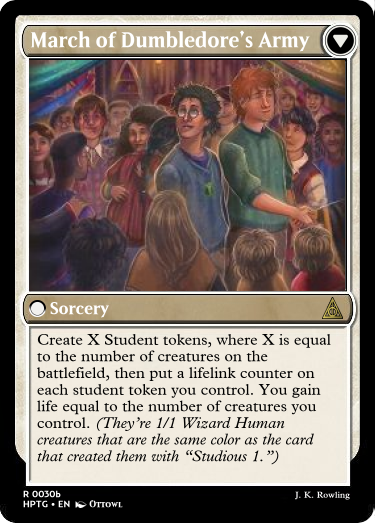 March of Dumbledore's Army
Sorcery
Create X Student tokens, where X is equal
to the number of creatures on the
battlefield, then put a lifelink counter on
each student token you control. You gain
life equal to the number of creatures you
control. (They're 1/1 Wizard Human
creatures that are the same color as the card
that created them with “Studious 1.”)
R 0030b
HPTG • EN Ottowl
J. K. Rowling